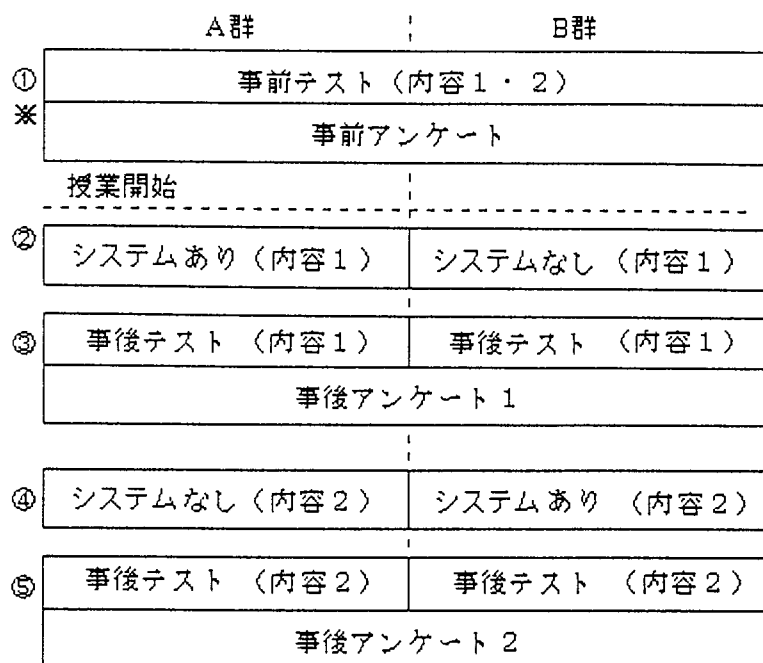 A群 B群
① 事前テスト（内容1・2）
※ 事前アンケート
授業開始
② システムあり（内容1） システムなし（内容1）
③ 事後テスト（内容1） 事後テスト（内容1）
事後アンケート1
④ システムなし（内容2） システムあり（内容2）
⑤ 事後テスト（内容2） 事後テスト（内容2）
事後アンケート2